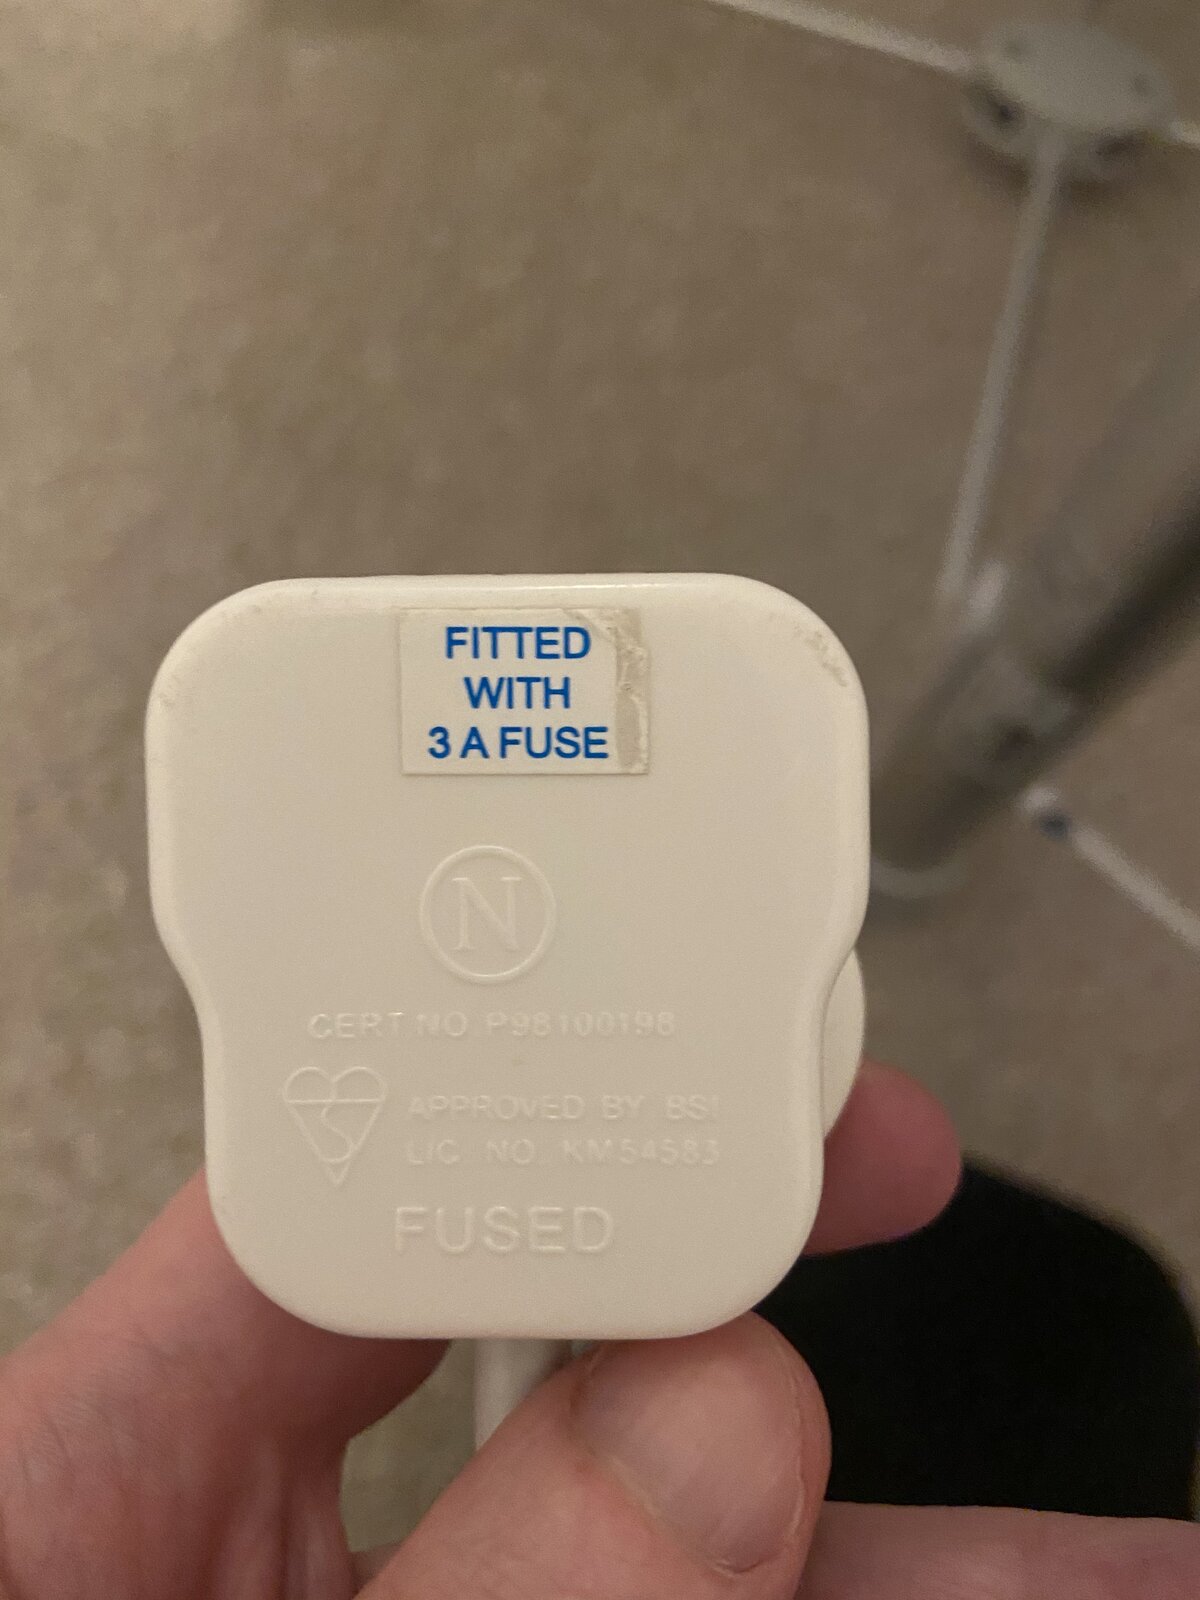 FITTED
WITH
3 A FUSE
N
CERT.NO P98100198
APPROVED BY BSI
LIC NO KM54583
FUSED